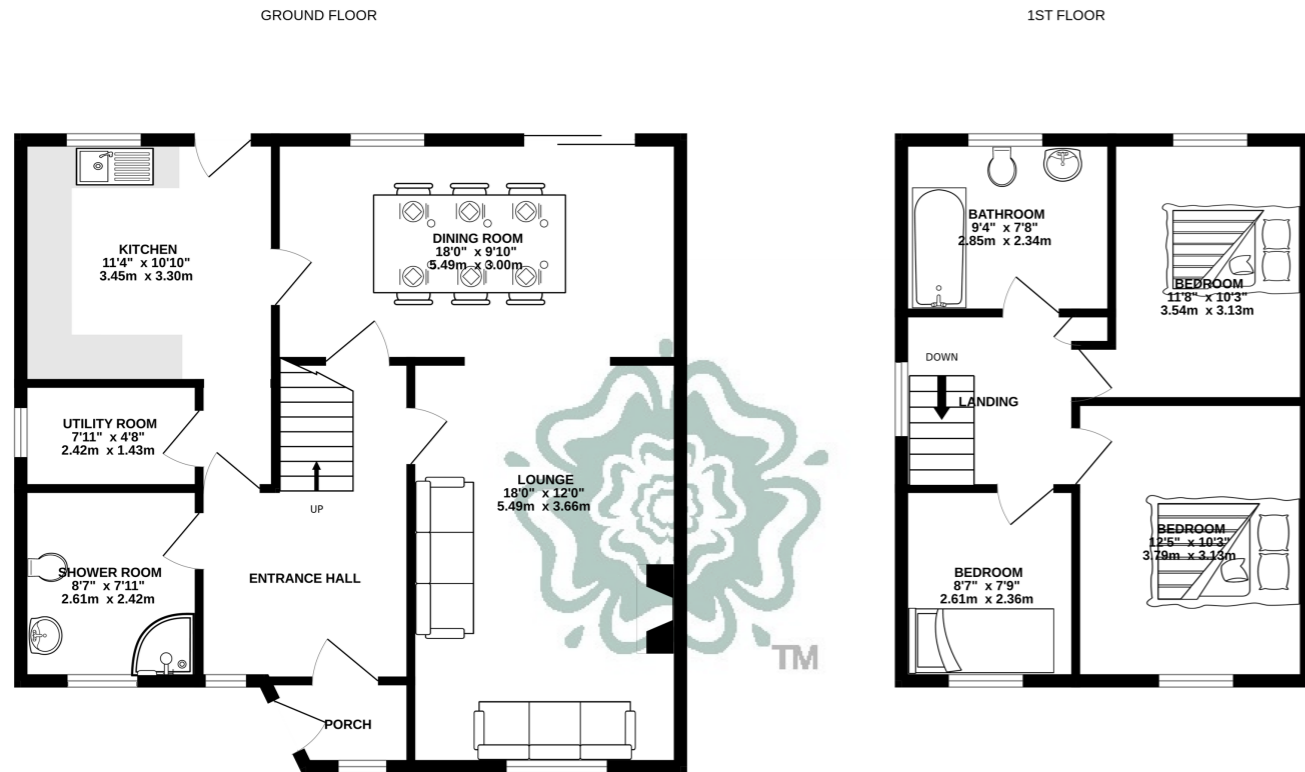 GROUND FLOOR
1ST FLOOR
KITCHEN
11'4" x 10'10"
3.45m x 3.30m
DINING ROOM
18'0" x 9'10"
5.49m x 3.00m
UTILITY ROOM
7'11" x 4'8"
2.42m x 1.43m
UP
LOUNGE
18'0" x 12'0"
5.49m x 3.66m
SHOWER ROOM
8'7" x 7'11"
2.61m x 2.42m
ENTRANCE HALL
PORCH
TM
BATHROOM
9'4" x 7'8"
2.85m x 2.34m
BEDROOM
11'8" x 10'3"
3.54m x 3.13m
DOWN
LANDING
BEDROOM
12'5" x 10'3"
3.79m x 3.13m
BEDROOM
8'7" x 7'9"
2.61m x 2.36m